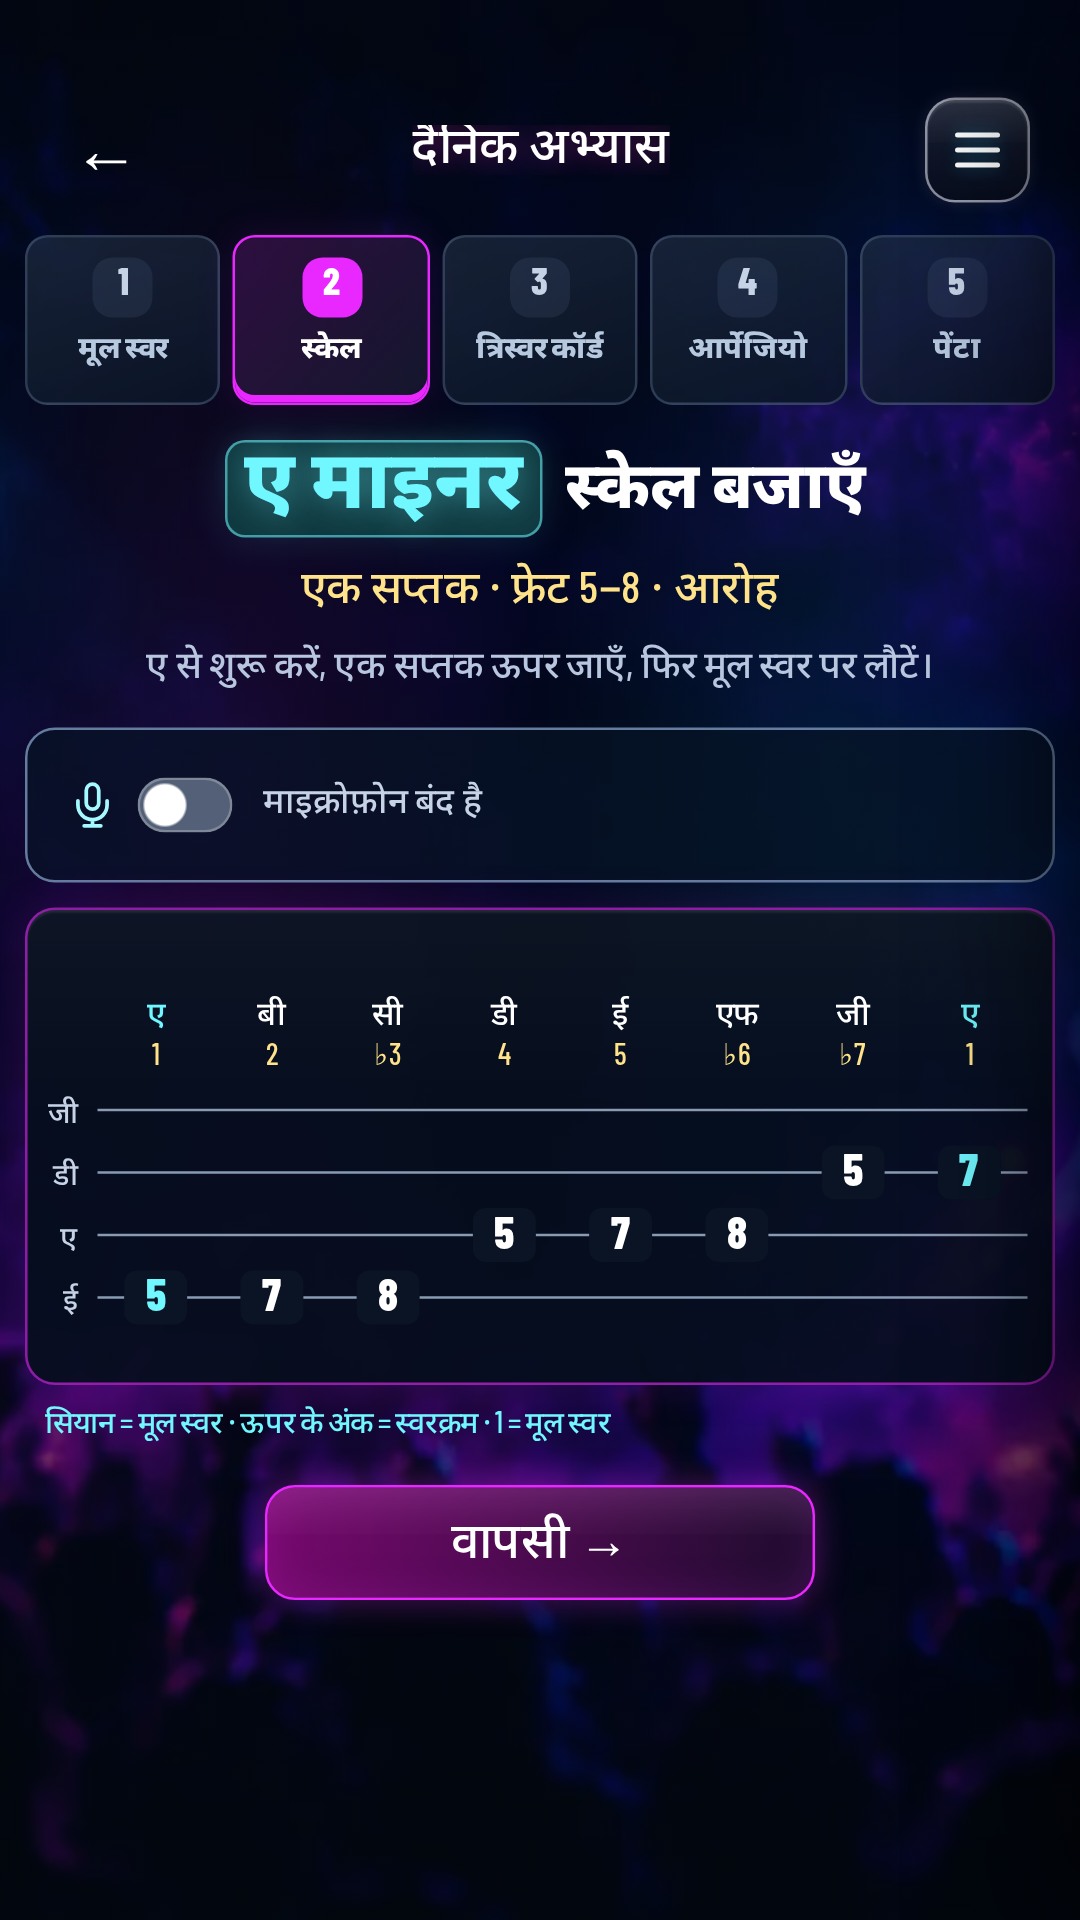 ← दैनिक अभ्यास
1 2 3 4 5
मूल स्वर स्केल त्रिस्वर कॉर्ड आर्पेजियो पेंटा
ए माइनर स्केल बजाएँ
एक सप्तक · फ्रेट 5–8 · आरोह
ए से शुरू करें, एक सप्तक ऊपर जाएँ, फिर मूल स्वर पर लौटें।
माइक्रोफ़ोन बंद है
ए बी सी डी ई एफ जी ए
1 2 ♭3 4 5 ♭6 ♭7 1
जी
डी 5 7
ए 5 7 8
ई 5 7 8
सियान = मूल स्वर · ऊपर के अंक = स्वरक्रम · 1 = मूल स्वर
वापसी →